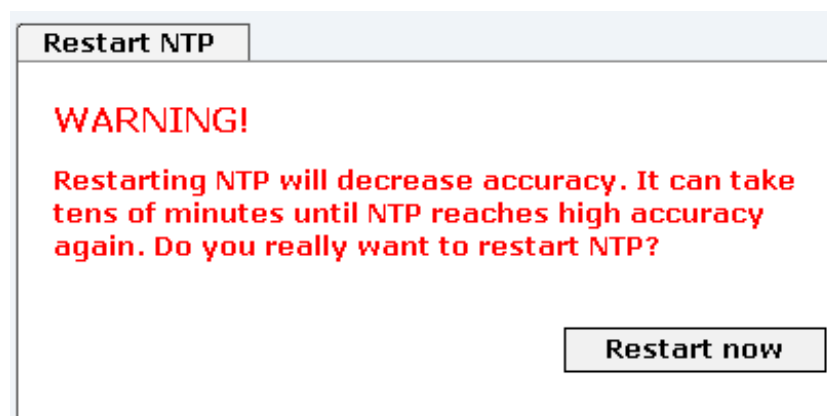 Restart NTP
WARNING!
Restarting NTP will decrease accuracy. It can take
tens of minutes until NTP reaches high accuracy
again. Do you really want to restart NTP?
Restart now